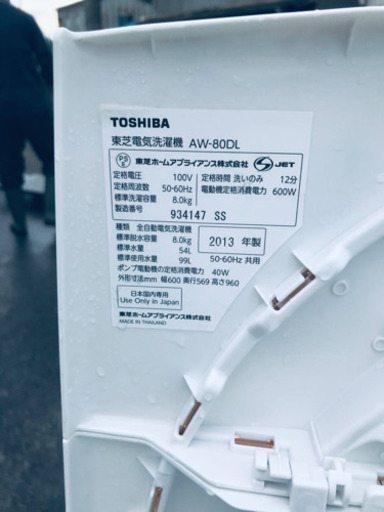 TOSHIBA
東芝電気洗濯機 AW-80DL
PS E 東芝ホームアプライアンス株式会社 JET
定格電圧 100V 定格時間 洗いのみ 12分
定格周波数 50-60Hz 電動機定格消費電力 600W
標準洗濯容量 8.0kg
製造番号 934147 SS
種類 全自動電気洗濯機
標準脱水容量 8.0kg 2013 年製
標準水量 54L
標準使用水量 99L 50-60Hz 共用
ポンプ電動機の定格消費電力 40W
外形寸法mm 幅600 奥行569 高さ960
日本国内専用
Use Only in Japan
東芝ホームアプライアンス株式会社
MADE IN THAILAND